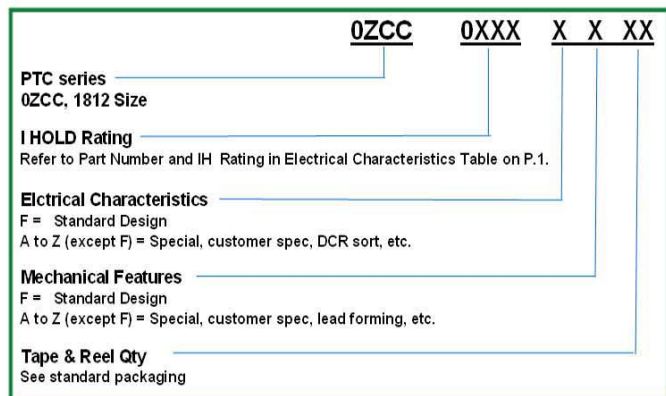 0ZCC 0XXX X X XX
PTC series
0ZCC, 1812 Size
I HOLD Rating
Refer to Part Number and IH Rating in Electrical Characteristics Table on P.1.
Elctrical Characteristics
F = Standard Design
A to Z (except F) = Special, customer spec, DCR sort, etc.
Mechanical Features
F = Standard Design
A to Z (except F) = Special, customer spec, lead forming, etc.
Tape & Reel Qty
See standard packaging